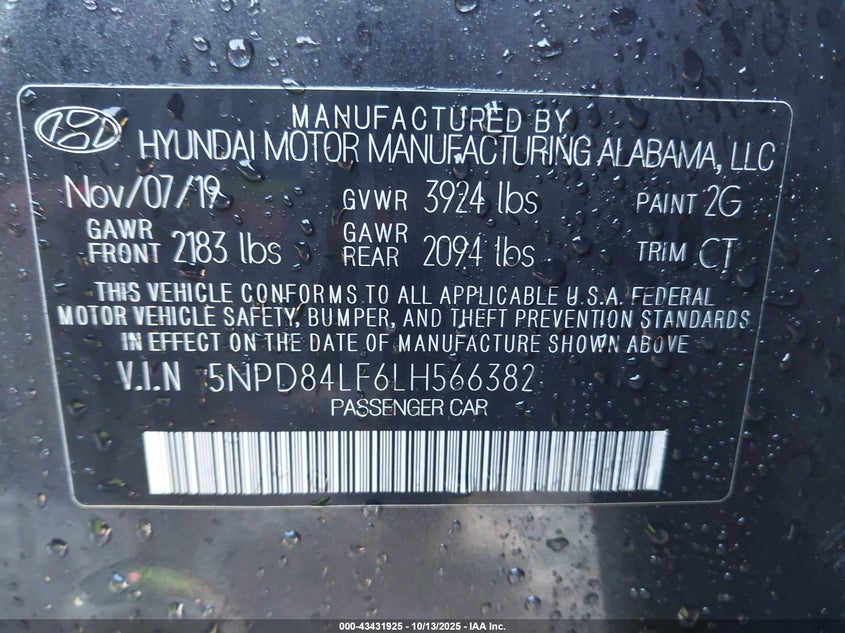 MANUFACTURED BY
HYUNDAI MOTOR MANUFACTURING ALABAMA, LLC
Nov/07/19 GVWR 3924 lbs PAINT 2G
GAWR FRONT 2183 lbs GAWR REAR 2094 lbs TRIM CT
THIS VEHICLE CONFORMS TO ALL APPLICABLE U.S.A. FEDERAL
MOTOR VEHICLE SAFETY, BUMPER, AND THEFT PREVENTION STANDARDS
IN EFFECT ON THE DATE OF MANUFACTURE SHOWN ABOVE
V.I.N 5NPD84LF6LH566382
PASSENGER CAR
000-43431925 - 10/13/2025 - IAA Inc.